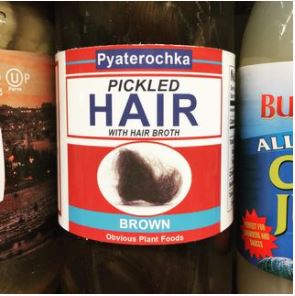 Pyaterochka
PICKLED
HAIR
WITH HAIR BROTH
BROWN
Obvious Plant Foods
U P
BU
ALL
C
J